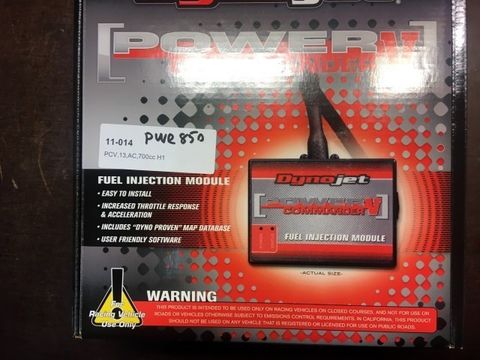 Dynojet
POWER V
COMMANDER
11-014 PWR 850
PCV,13,AC,700cc H1
FUEL INJECTION MODULE
• EASY TO INSTALL
• INCREASED THROTTLE RESPONSE
& ACCELERATION
• INCLUDES "DYNO PROVEN" MAP DATABASE
• USER FRIENDLY SOFTWARE
Dynojet
POWER V
COMMANDER
FUEL INJECTION MODULE
-ACTUAL SIZE-
For
Racing Vehicle
Use Only
WARNING
THIS PRODUCT IS INTENDED TO BE USED ONLY ON RACING VEHICLES ON CLOSED COURSES, AND NOT FOR USE ON
ROADS OR VEHICLES OTHERWISE SUBJECT TO EMISSIONS CONTROL REQUIREMENTS. IN CALIFORNIA, THIS PRODUCT
SHOULD NOT BE USED ON ANY VEHICLE THAT IS REGISTERED OR LICENSED FOR USE ON PUBLIC ROADS.